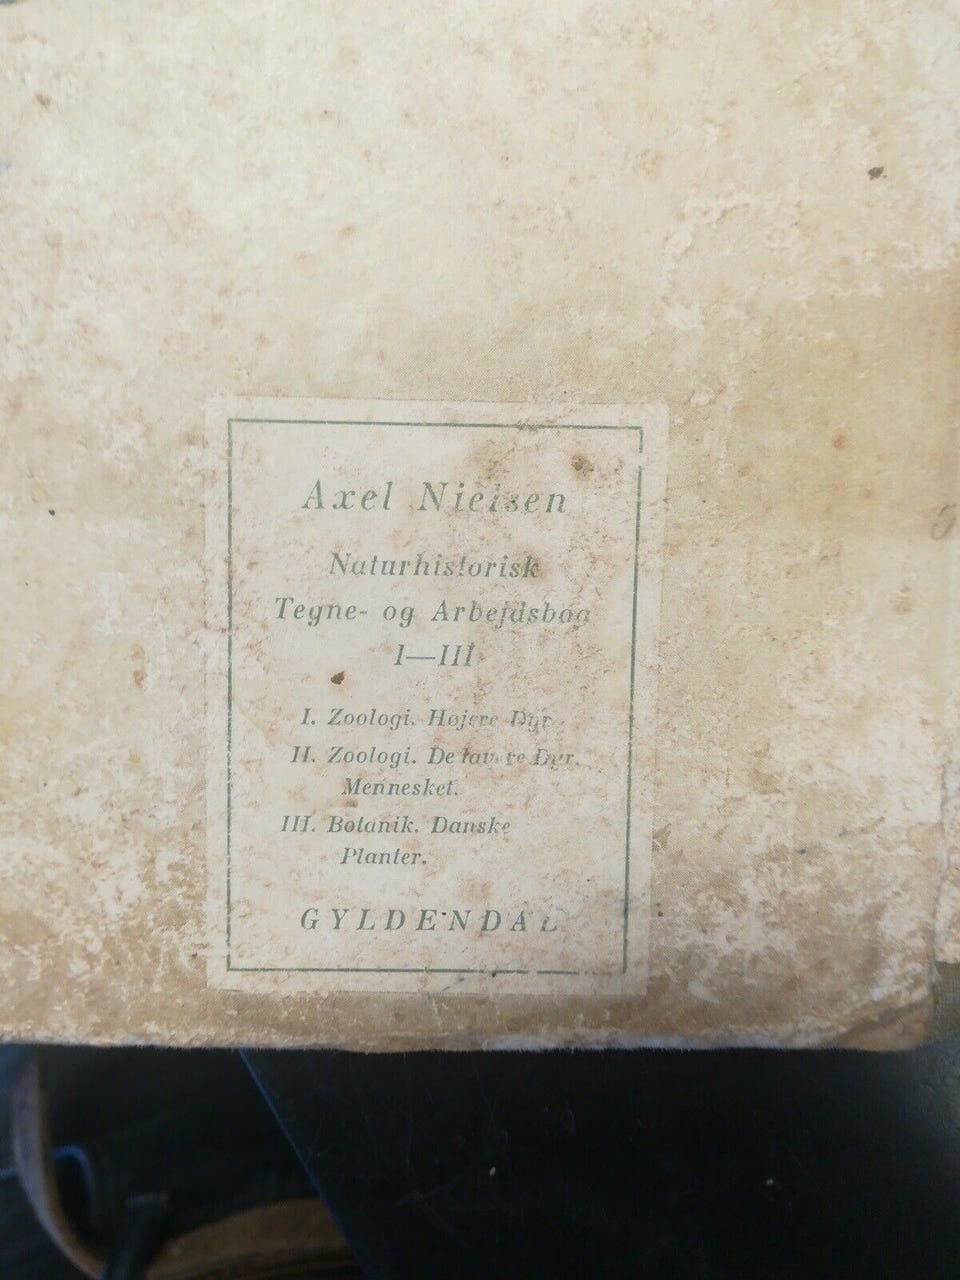 Axel Nielsen
Naturhistorisk
Tegne- og Arbejdsbog
I—III
I. Zoologi. Højere Dyr.
II. Zoologi. De lavere Dyr.
Mennesket.
III. Botanik. Danske
Planter.
GYLDENDAL